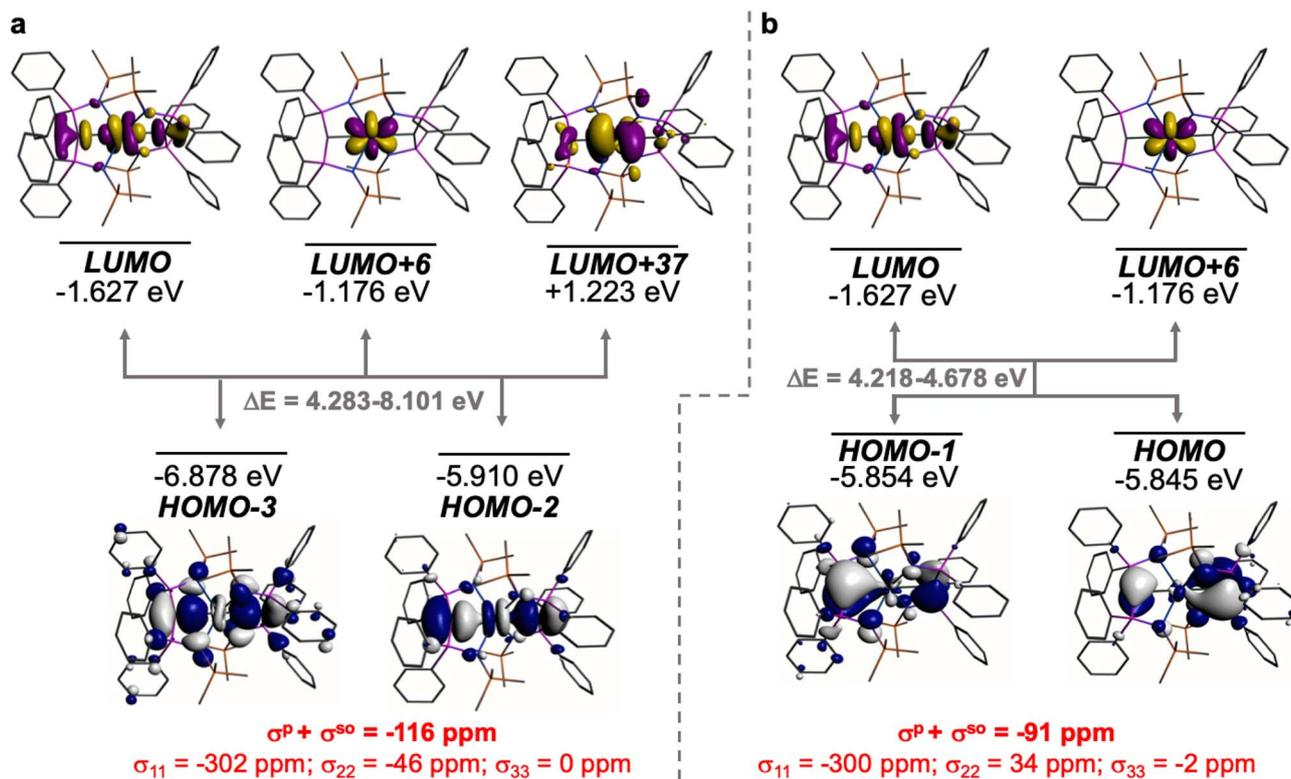 a
LUMO
-1.627 eV
LUMO+6
-1.176 eV
LUMO+37
+1.223 eV
ΔE = 4.283-8.101 eV
-6.878 eV
HOMO-3
-5.910 eV
HOMO-2
σᵖ + σˢᵒ = -116 ppm
σ₁₁ = -302 ppm; σ₂₂ = -46 ppm; σ₃₃ = 0 ppm
b
LUMO
-1.627 eV
LUMO+6
-1.176 eV
ΔE = 4.218-4.678 eV
HOMO-1
-5.854 eV
HOMO
-5.845 eV
σᵖ + σˢᵒ = -91 ppm
σ₁₁ = -300 ppm; σ₂₂ = 34 ppm; σ₃₃ = -2 ppm